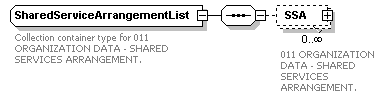 SharedServiceArrangementList
SSA
0..∞
Collection container type for 011
ORGANIZATION DATA - SHARED
SERVICES ARRANGEMENT.
011 ORGANIZATION
DATA - SHARED
SERVICES
ARRANGEMENT.